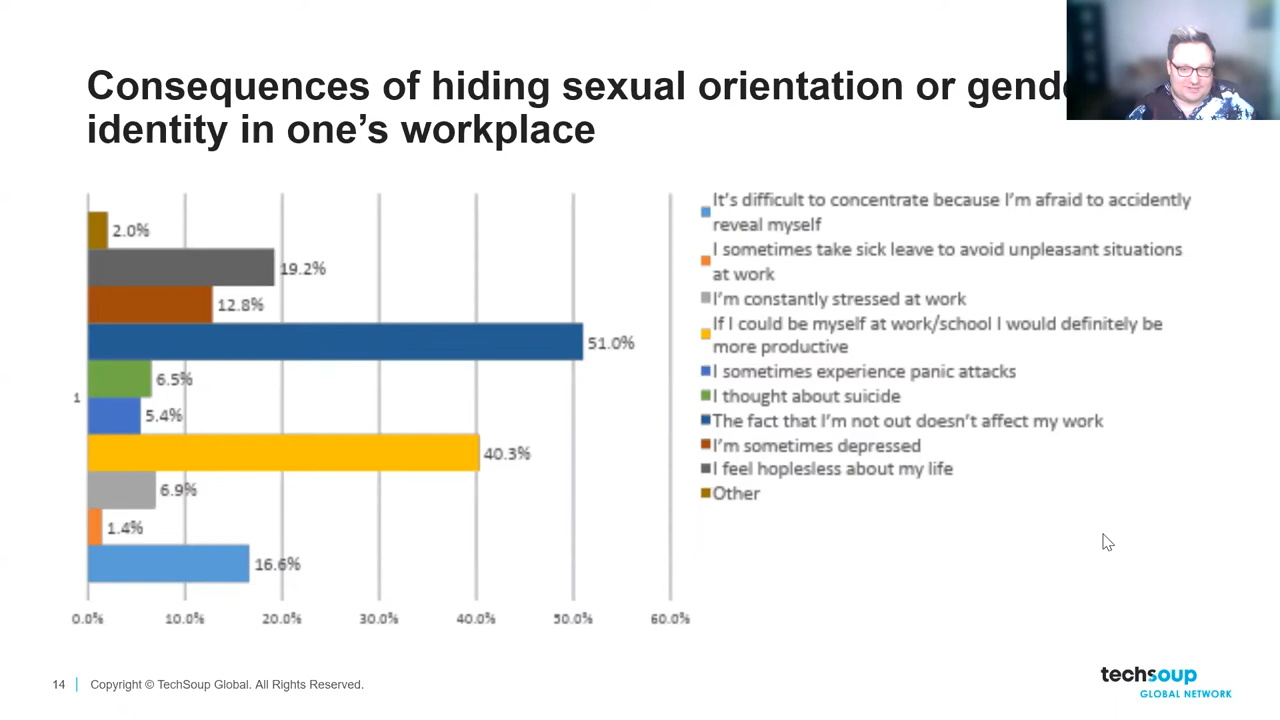 Consequences of hiding sexual orientation or gende
identity in one's workplace
2.0%
19.2%
12.8%
51.0%
6.5%
1
5.4%
40.3%
6.9%
1.4%
16.6%
0.0% 10.0% 20.0% 30.0% 40.0% 50.0% 60.0%
It's difficult to concentrate because I'm afraid to accidently
reveal myself
I sometimes take sick leave to avoid unpleasant situations
at work
I'm constantly stressed at work
If I could be myself at work/school I would definitely be
more productive
I sometimes experience panic attacks
I thought about suicide
The fact that I'm not out doesn't affect my work
I'm sometimes depressed
I feel hoplesless about my life
Other
14 Copyright © TechSoup Global. All Rights Reserved.
techsoup
GLOBAL NETWORK